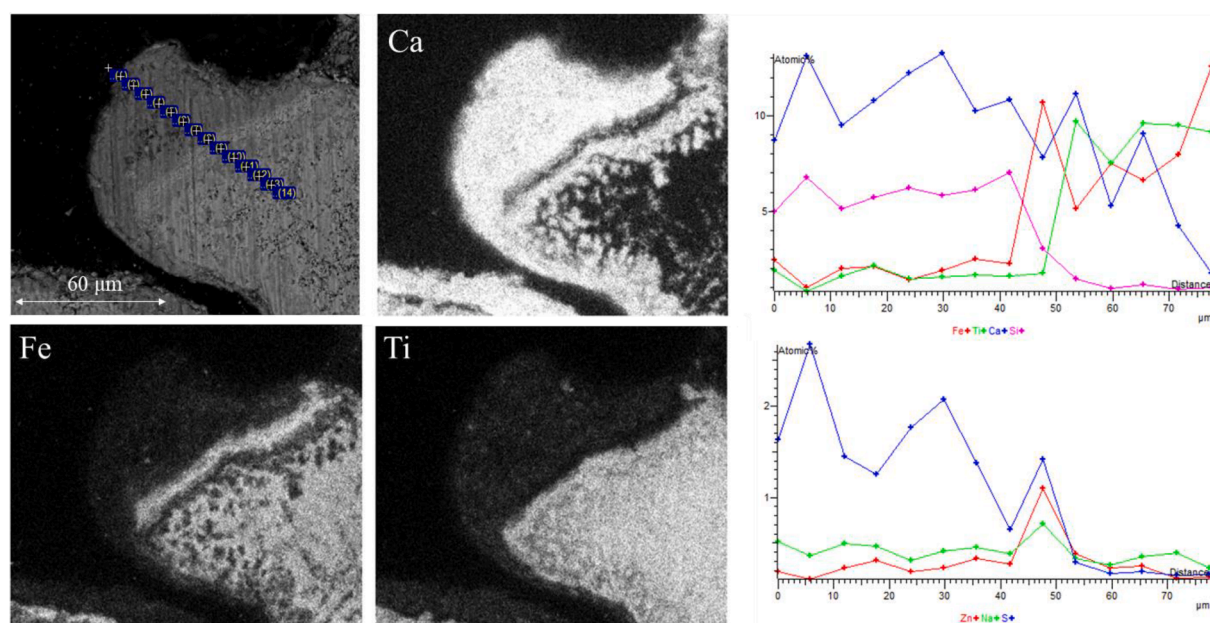 Ca
60 μm
(14)
Fe
Ti
Atomic%
10
5
Distance
0 10 20 30 40 50 60 70
μm
Fe Ti Ca Si
Atomic%
2
1
Distance
0 10 20 30 40 50 60 70
μm
Zn Na S